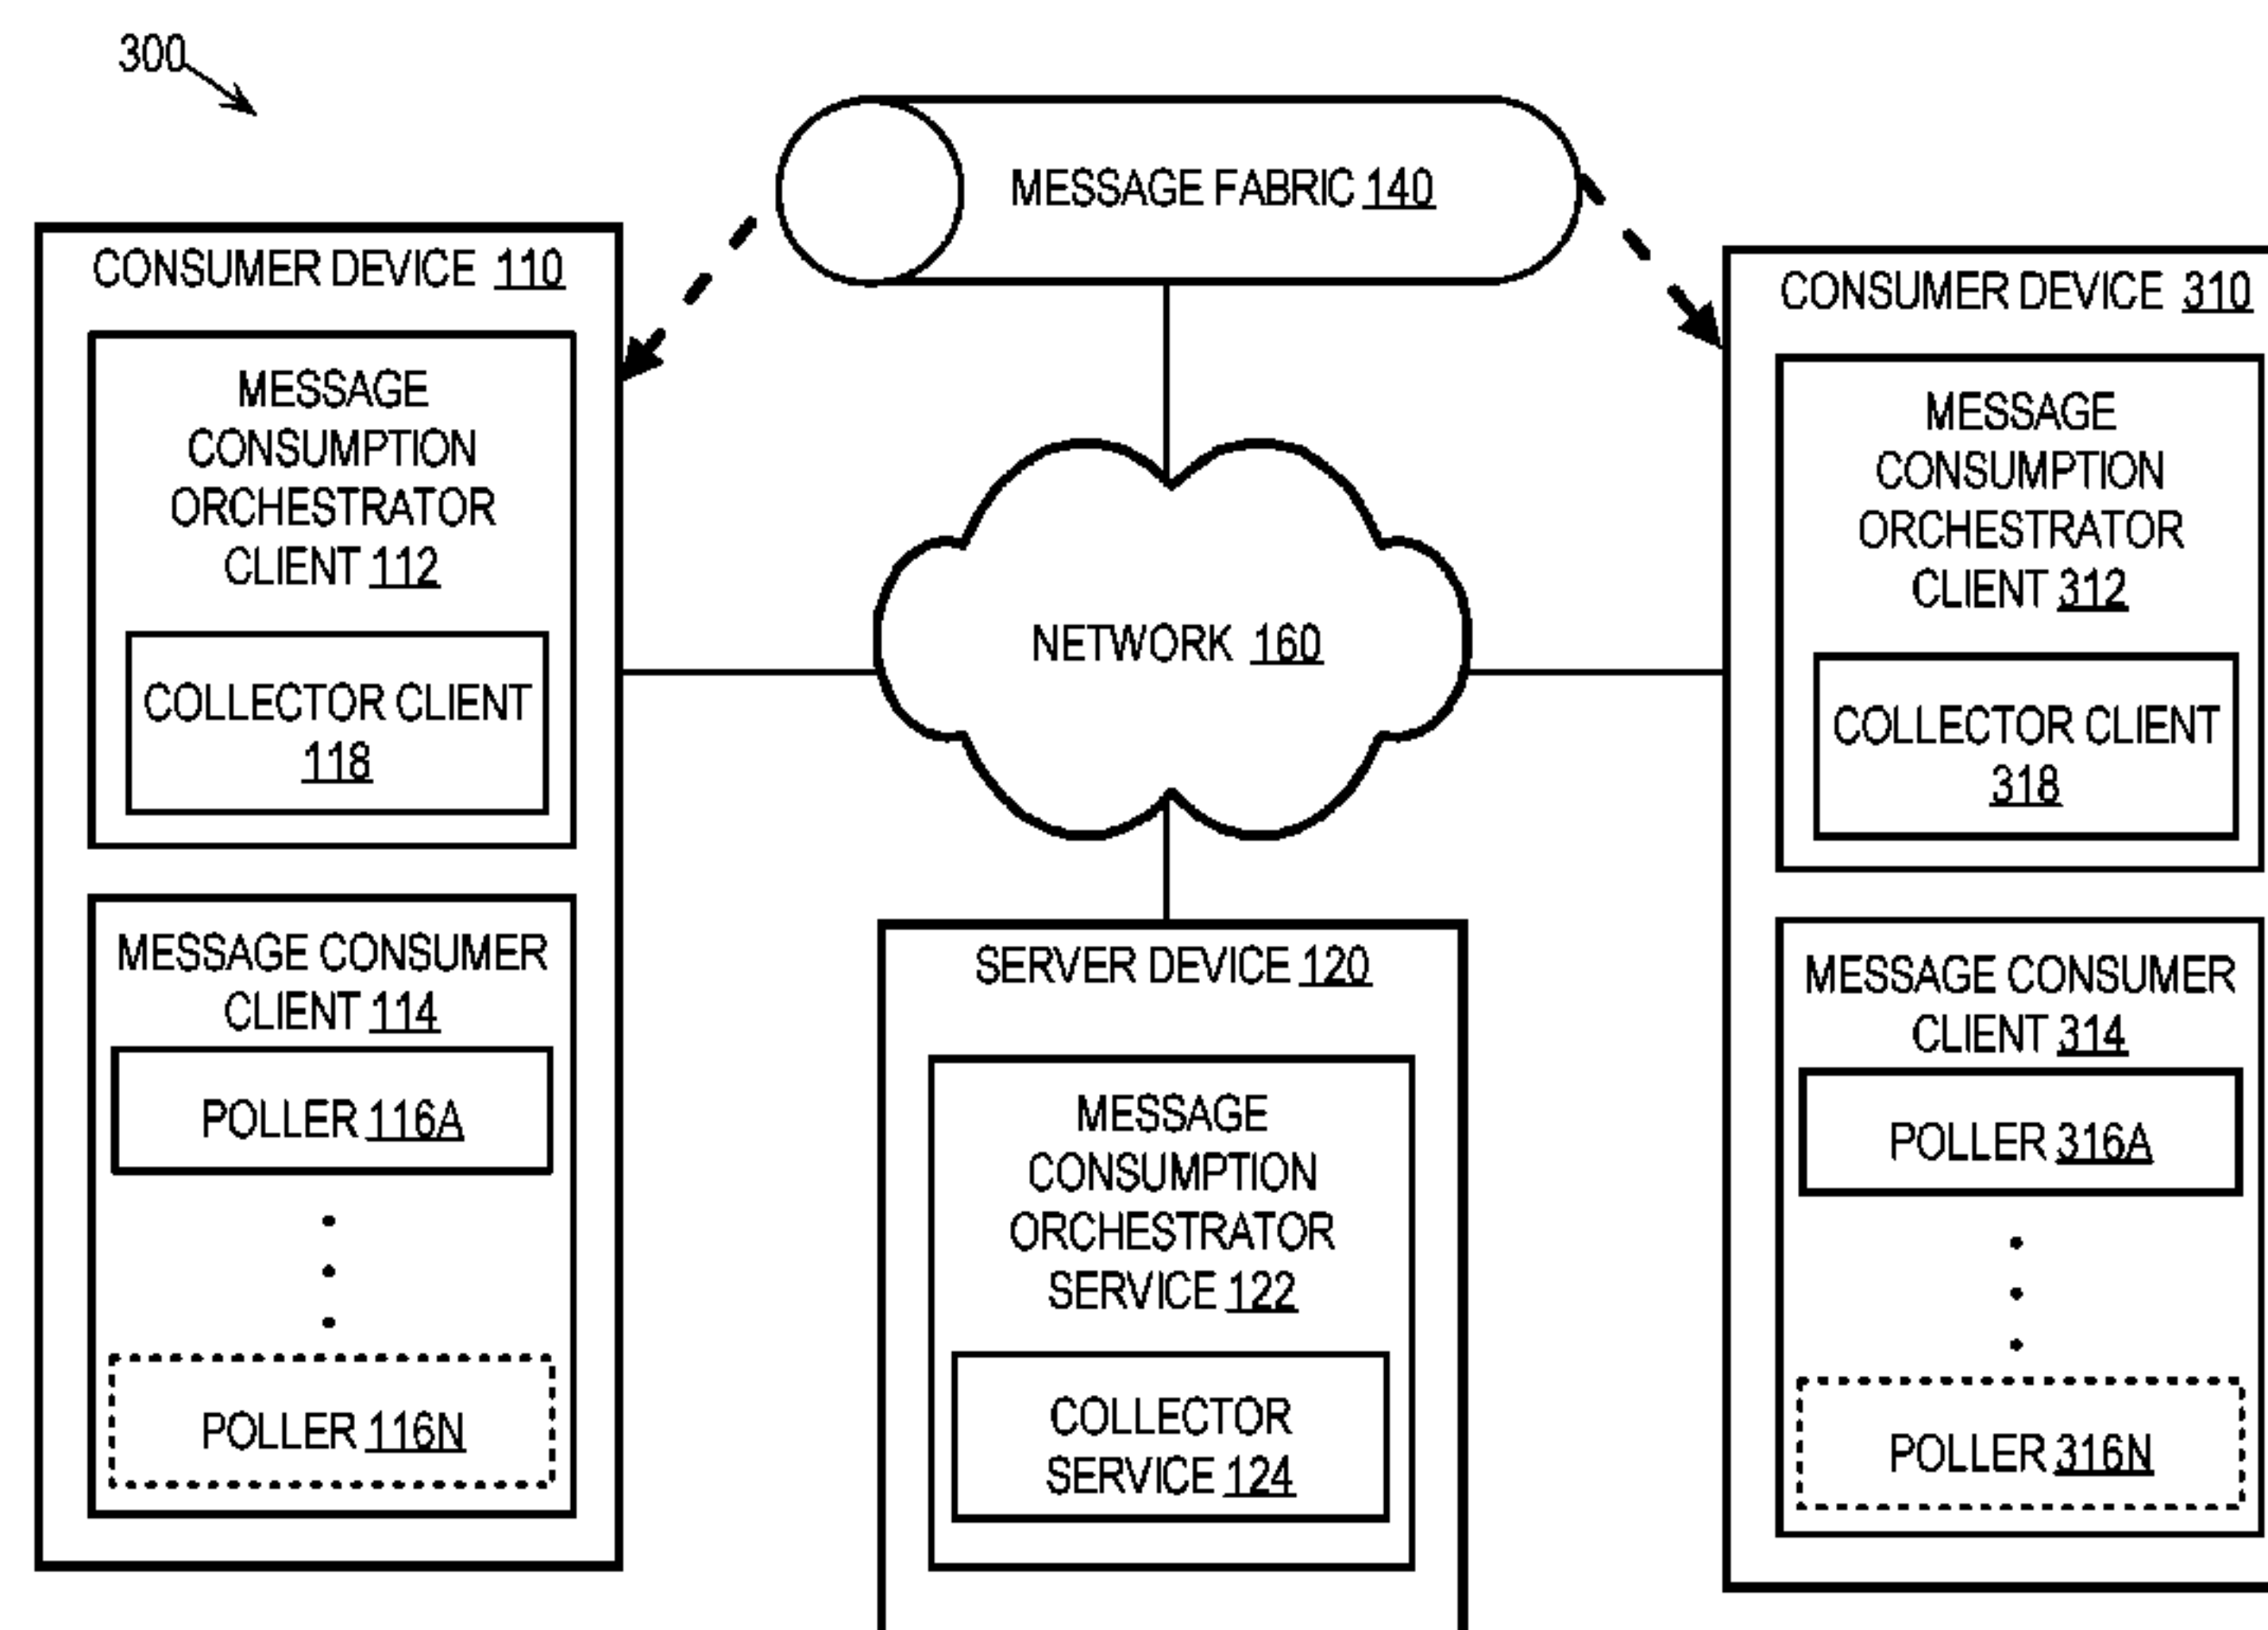 300
MESSAGE FABRIC 140
CONSUMER DEVICE 110
MESSAGE
CONSUMPTION
ORCHESTRATOR
CLIENT 112
COLLECTOR CLIENT
118
MESSAGE CONSUMER
CLIENT 114
POLLER 116A
POLLER 116N
NETWORK 160
SERVER DEVICE 120
MESSAGE
CONSUMPTION
ORCHESTRATOR
SERVICE 122
COLLECTOR
SERVICE 124
CONSUMER DEVICE 310
MESSAGE
CONSUMPTION
ORCHESTRATOR
CLIENT 312
COLLECTOR CLIENT
318
MESSAGE CONSUMER
CLIENT 314
POLLER 316A
POLLER 316N